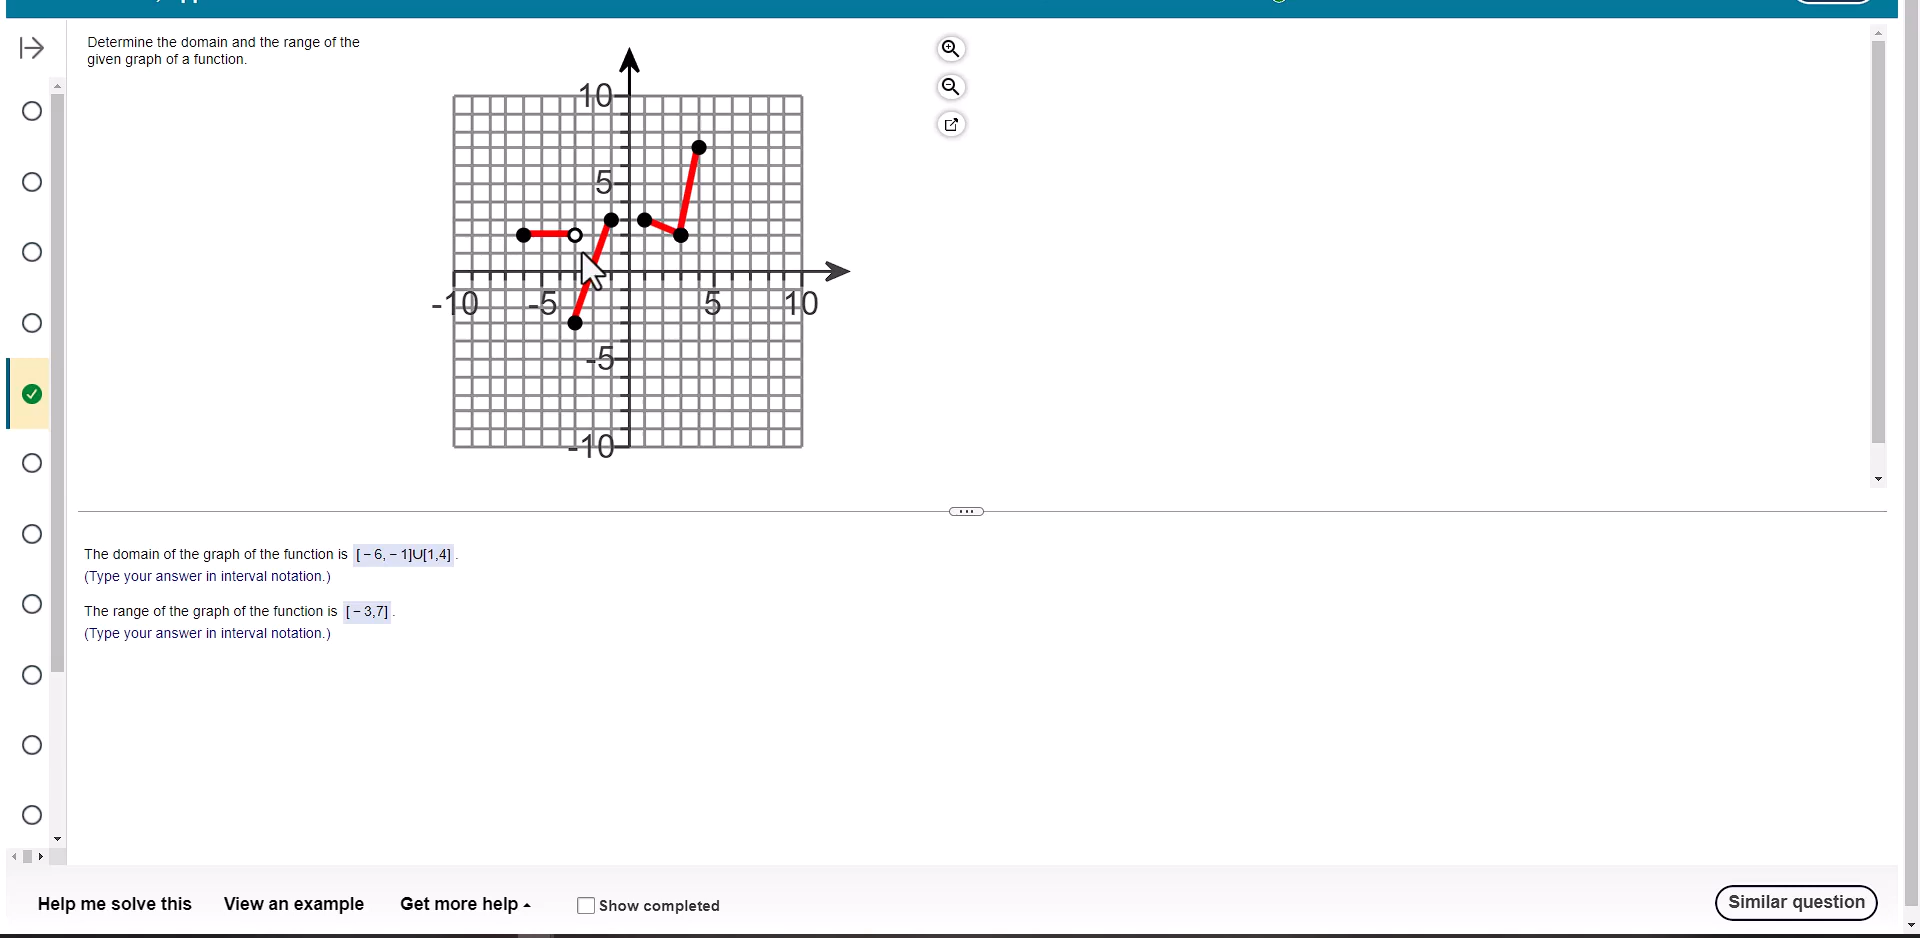 Determine the domain and the range of the
given graph of a function.
10
5
-10
-5
5
10
-5
-10
The domain of the graph of the function is [ − 6, − 1]∪[1,4] .
(Type your answer in interval notation.)
The range of the graph of the function is [ − 3,7] .
(Type your answer in interval notation.)
Help me solve this
View an example
Get more help
Show completed
Similar question